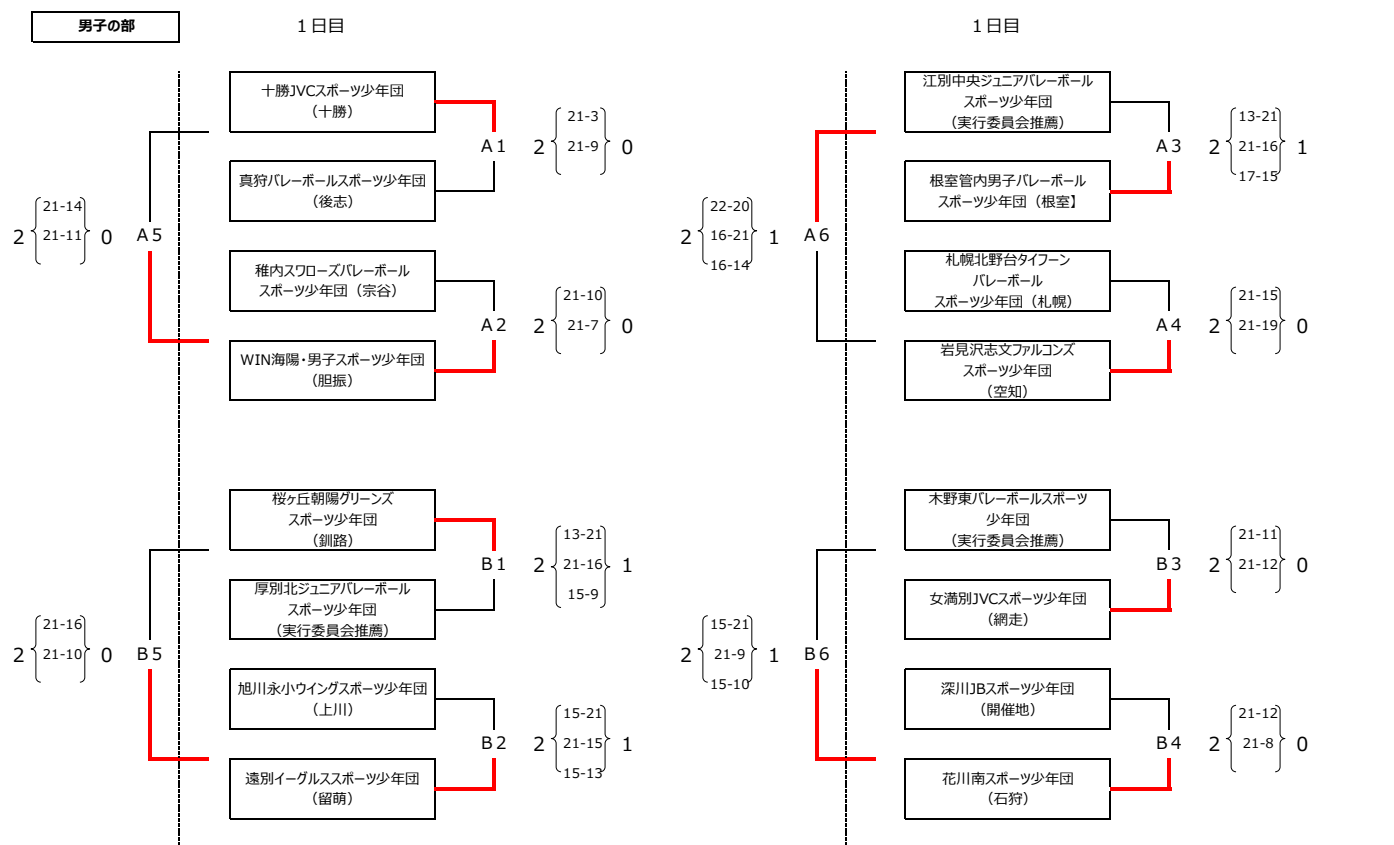 男子の部
1日目
1日目
十勝JVCスポーツ少年団
（十勝）
A1
2
21-3
21-9
0
真狩バレーボールスポーツ少年団
（後志）
2
21-14
21-11
0
A5
稚内スワローズバレーボール
スポーツ少年団（宗谷）
A2
2
21-10
21-7
0
WIN海陽・男子スポーツ少年団
（胆振）
江別中央ジュニアバレーボール
スポーツ少年団
（実行委員会推薦）
A3
2
13-21
21-16
17-15
1
根室管内男子バレーボール
スポーツ少年団（根室】
2
22-20
16-21
16-14
1
A6
札幌北野台タイフーン
バレーボール
スポーツ少年団（札幌）
A4
2
21-15
21-19
0
岩見沢志文ファルコンズ
スポーツ少年団
（空知）
桜ヶ丘朝陽グリーンズ
スポーツ少年団
（釧路）
B1
2
13-21
21-16
15-9
1
厚別北ジュニアバレーボール
スポーツ少年団
（実行委員会推薦）
2
21-16
21-10
0
B5
旭川永小ウイングスポーツ少年団
（上川）
B2
2
15-21
21-15
15-13
1
遠別イーグルススポーツ少年団
（留萌）
木野東バレーボールスポーツ
少年団
（実行委員会推薦）
B3
2
21-11
21-12
0
女満別JVCスポーツ少年団
（網走）
2
15-21
21-9
15-10
1
B6
深川JBスポーツ少年団
（開催地）
B4
2
21-12
21-8
0
花川南スポーツ少年団
（石狩）